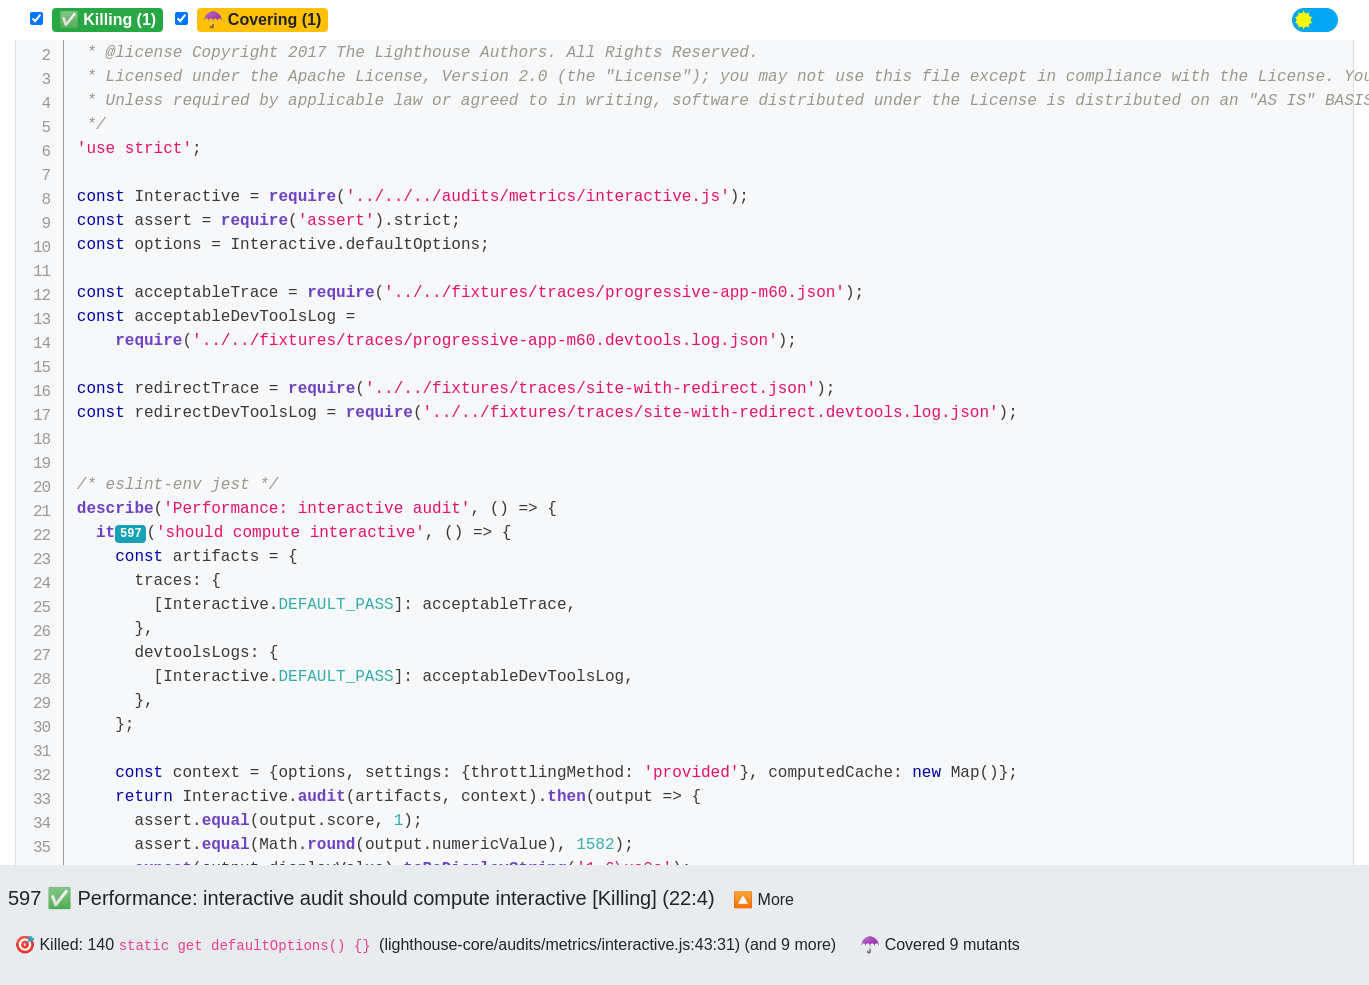 ✅ Killing (1) ☂️ Covering (1)
2 * @license Copyright 2017 The Lighthouse Authors. All Rights Reserved.
3 * Licensed under the Apache License, Version 2.0 (the "License"); you may not use this file except in compliance with the License. You
4 * Unless required by applicable law or agreed to in writing, software distributed under the License is distributed on an "AS IS" BASIS
5 */
6 'use strict';
7
8 const Interactive = require('../../../audits/metrics/interactive.js');
9 const assert = require('assert').strict;
10 const options = Interactive.defaultOptions;
11
12 const acceptableTrace = require('../../fixtures/traces/progressive-app-m60.json');
13 const acceptableDevToolsLog =
14 require('../../fixtures/traces/progressive-app-m60.devtools.log.json');
15
16 const redirectTrace = require('../../fixtures/traces/site-with-redirect.json');
17 const redirectDevToolsLog = require('../../fixtures/traces/site-with-redirect.devtools.log.json');
18
19
20 /* eslint-env jest */
21 describe('Performance: interactive audit', () => {
22 it 597 ('should compute interactive', () => {
23 const artifacts = {
24 traces: {
25 [Interactive.DEFAULT_PASS]: acceptableTrace,
26 },
27 devtoolsLogs: {
28 [Interactive.DEFAULT_PASS]: acceptableDevToolsLog,
29 },
30 };
31
32 const context = {options, settings: {throttlingMethod: 'provided'}, computedCache: new Map()};
33 return Interactive.audit(artifacts, context).then(output => {
34 assert.equal(output.score, 1);
35 assert.equal(Math.round(output.numericValue), 1582);
597 ✅ Performance: interactive audit should compute interactive [Killing] (22:4) 🔼 More
🎯 Killed: 140 static get defaultOptions() {} (lighthouse-core/audits/metrics/interactive.js:43:31) (and 9 more) ☂️ Covered 9 mutants